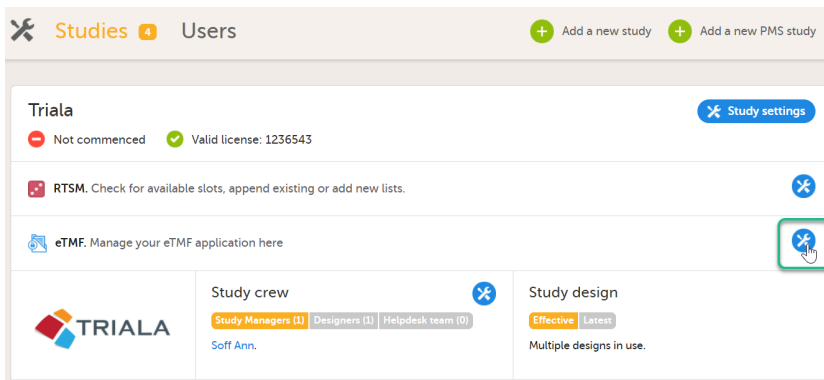 Studies 4 Users Add a new study Add a new PMS study
Triala Study settings
Not commenced Valid license: 1236543
RTSM. Check for available slots, append existing or add new lists.
eTMF. Manage your eTMF application here
Study crew
Study Managers (1) Designers (1) Helpdesk team (0)
Soff Ann.
Study design
Effective Latest
Multiple designs in use.
TRIALA